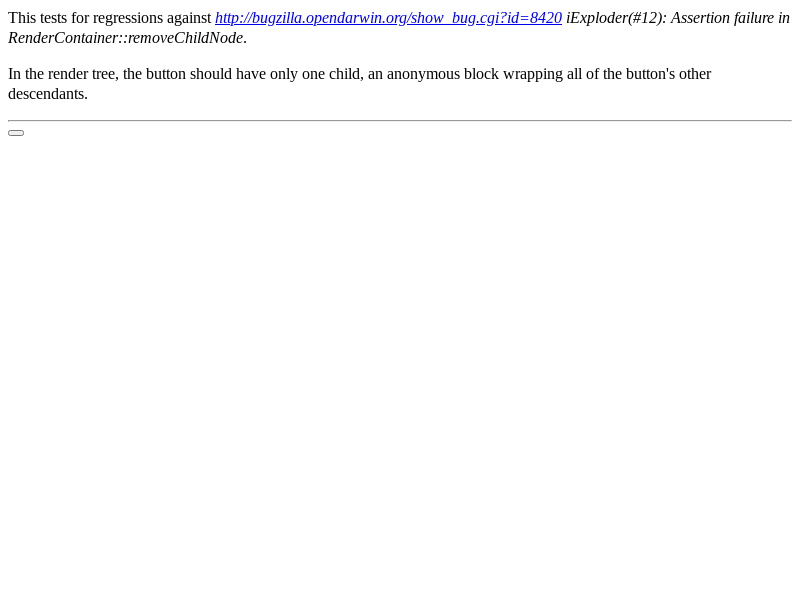 This tests for regressions against http://bugzilla.opendarwin.org/show_bug.cgi?id=8420 iExploder(#12): Assertion failure in
RenderContainer::removeChildNode.
In the render tree, the button should have only one child, an anonymous block wrapping all of the button's other
descendants.